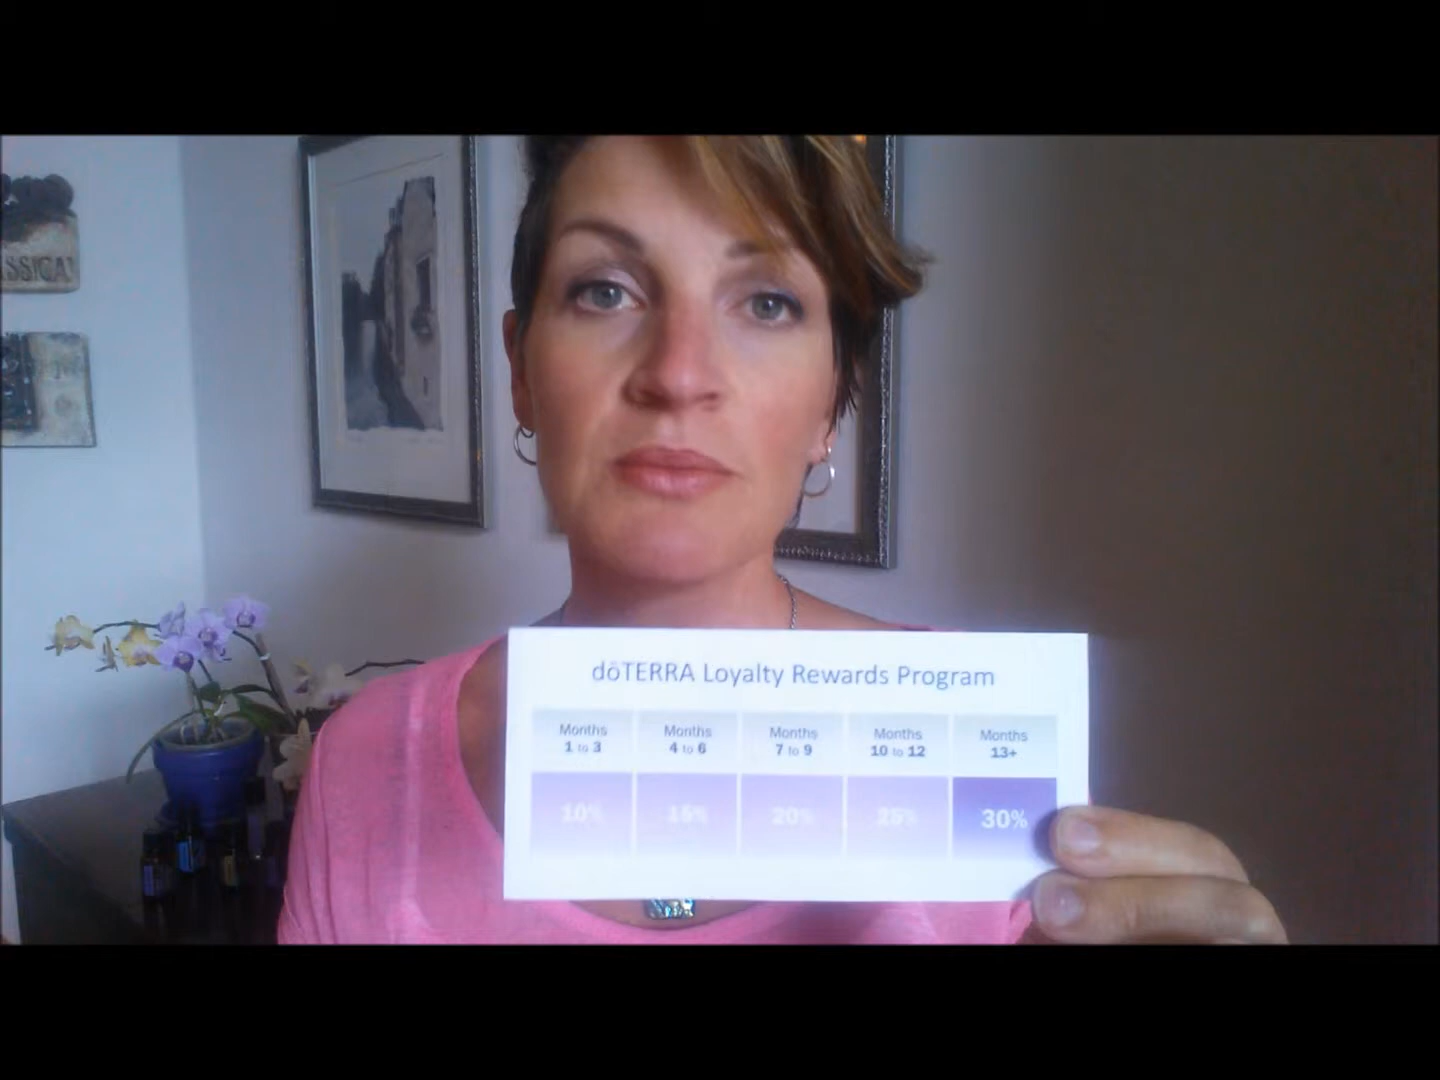 SSICA
dōTERRA Loyalty Rewards Program
Months Months Months Months Months
1 to 3 4 to 6 7 to 9 10 to 12 13+
10% 15% 20% 25% 30%